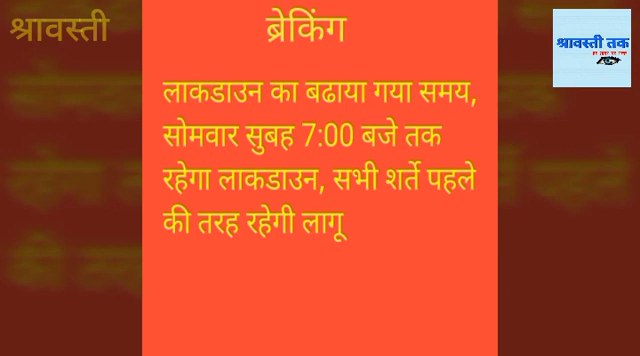 श्रावस्ती
ब्रेकिंग
श्रावस्ती तक
लाकडाउन का बढाया गया समय,
सोमवार सुबह 7:00 बजे तक
रहेगा लाकडाउन, सभी शर्ते पहले
की तरह रहेगी लागू